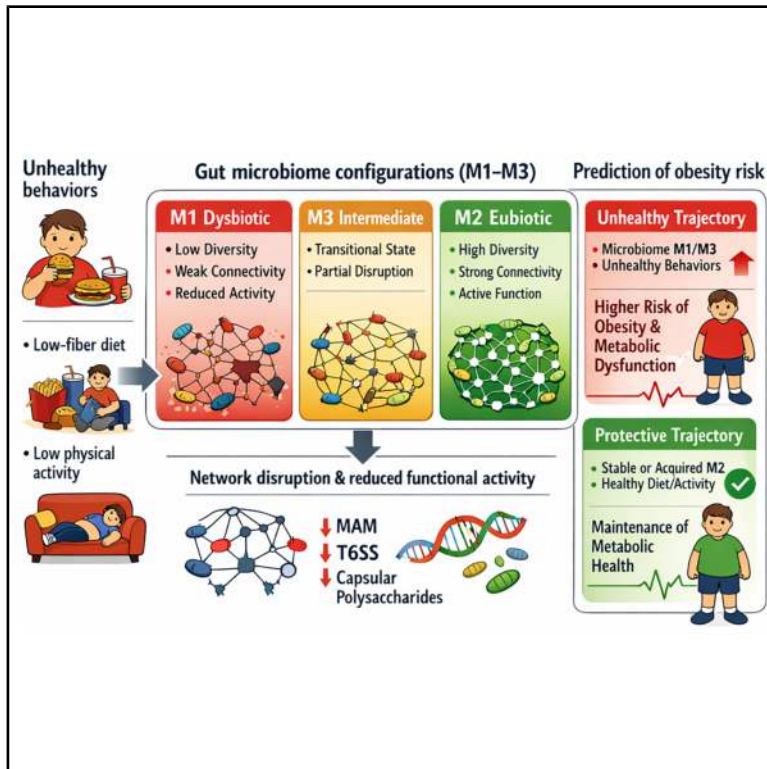 Unhealthy
behaviors
• Low-fiber diet
• Low physical
activity
Gut microbiome configurations (M1–M3)
M1 Dysbiotic
• Low Diversity
• Weak Connectivity
• Reduced Activity
M3 Intermediate
• Transitional State
• Partial Disruption
M2 Eubiotic
• High Diversity
• Strong Connectivity
• Active Function
Network disruption & reduced functional activity
MAM
T6SS
Capsular
Polysaccharides
Prediction of obesity risk
Unhealthy Trajectory
• Microbiome M1/M3
• Unhealthy Behaviors
Higher Risk of
Obesity &
Metabolic
Dysfunction
Protective Trajectory
• Stable or Acquired M2
• Healthy Diet/Activity
Maintenance of
Metabolic
Health